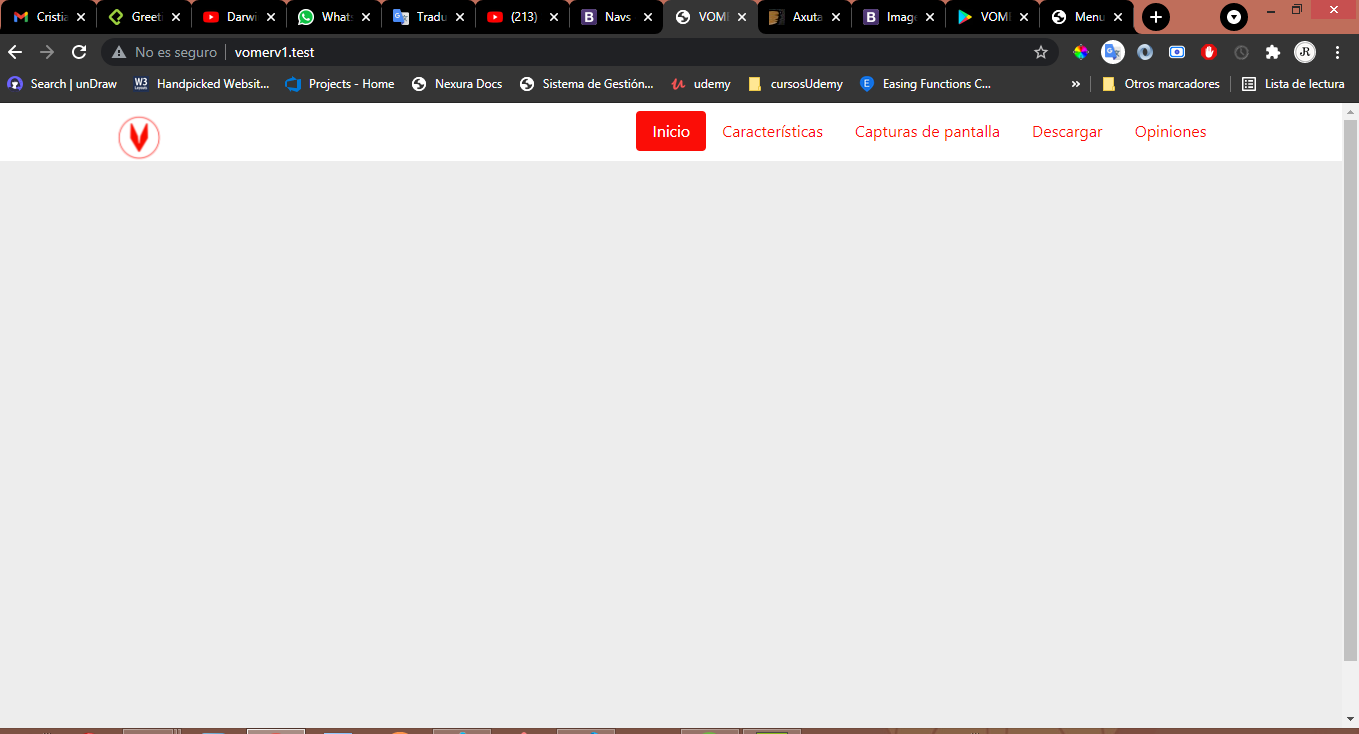 Cristia Greet Darwi Whats Tradu (213) Navs VOMI Axuta Image VOMI Menu
No es seguro vomerv1.test
Search | unDraw W3 Handpicked Websit... Projects - Home Nexura Docs Sistema de Gestión... udemy cursosUdemy Easing Functions C... » Otros marcadores Lista de lectura
Inicio Características Capturas de pantalla Descargar Opiniones